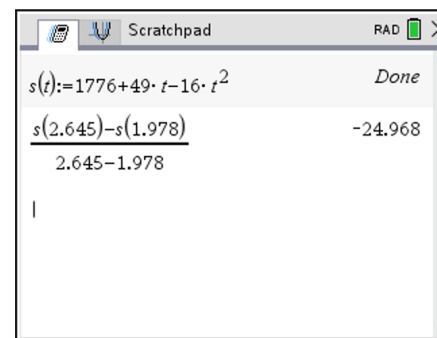 Scratchpad RAD
s(t):=1776+49· t−16· t² Done
s(2.645)−s(1.978) -24.968
2.645−1.978